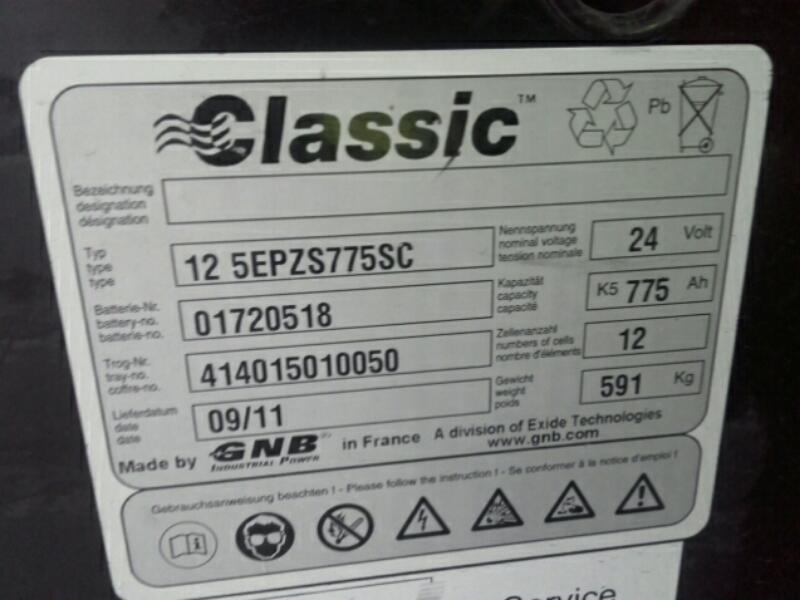 Classic™
Pb
Bezeichnung
designation
désignation
Typ
type
type
12 5EPZS775SC
Nennspannung
nominal voltage
tension nominale
24 Volt
Batterie-Nr.
battery-no.
batterie-no.
01720518
Kapazität
capacity
capacité
K5 775 Ah
Trog-Nr.
tray-no.
coffre-no.
414015010050
Zellenanzahl
numbers of cells
nombre d'éléments
12
Lieferdatum
date
date
09/11
Gewicht
weight
poids
591 Kg
Made by GNB in France A division of Exide Technologies
INDUSTRIAL POWER
www.gnb.com
Gebrauchsanweisung beachten ! - Please follow the instruction ! - Se conformer à la notice d'emploi !
Service